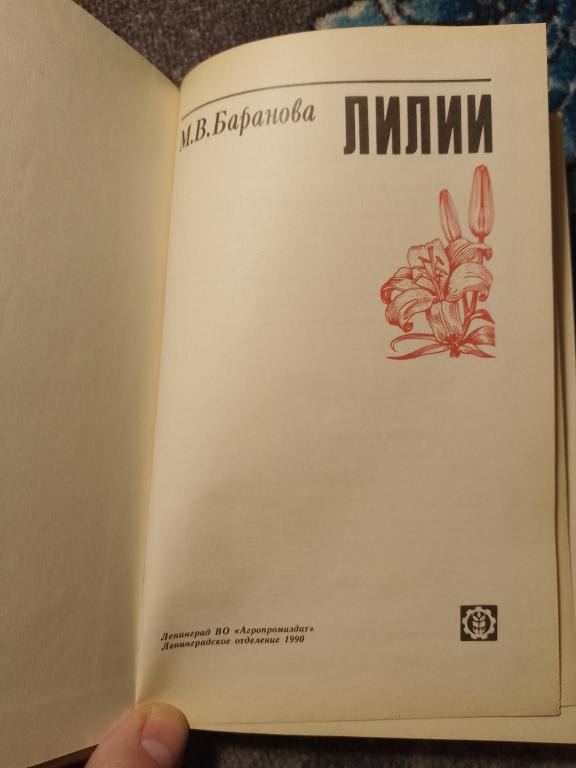 М.В.Баранова
ЛИЛИИ
Ленинград ВО «Агропромиздат»
Ленинградское отделение 1990